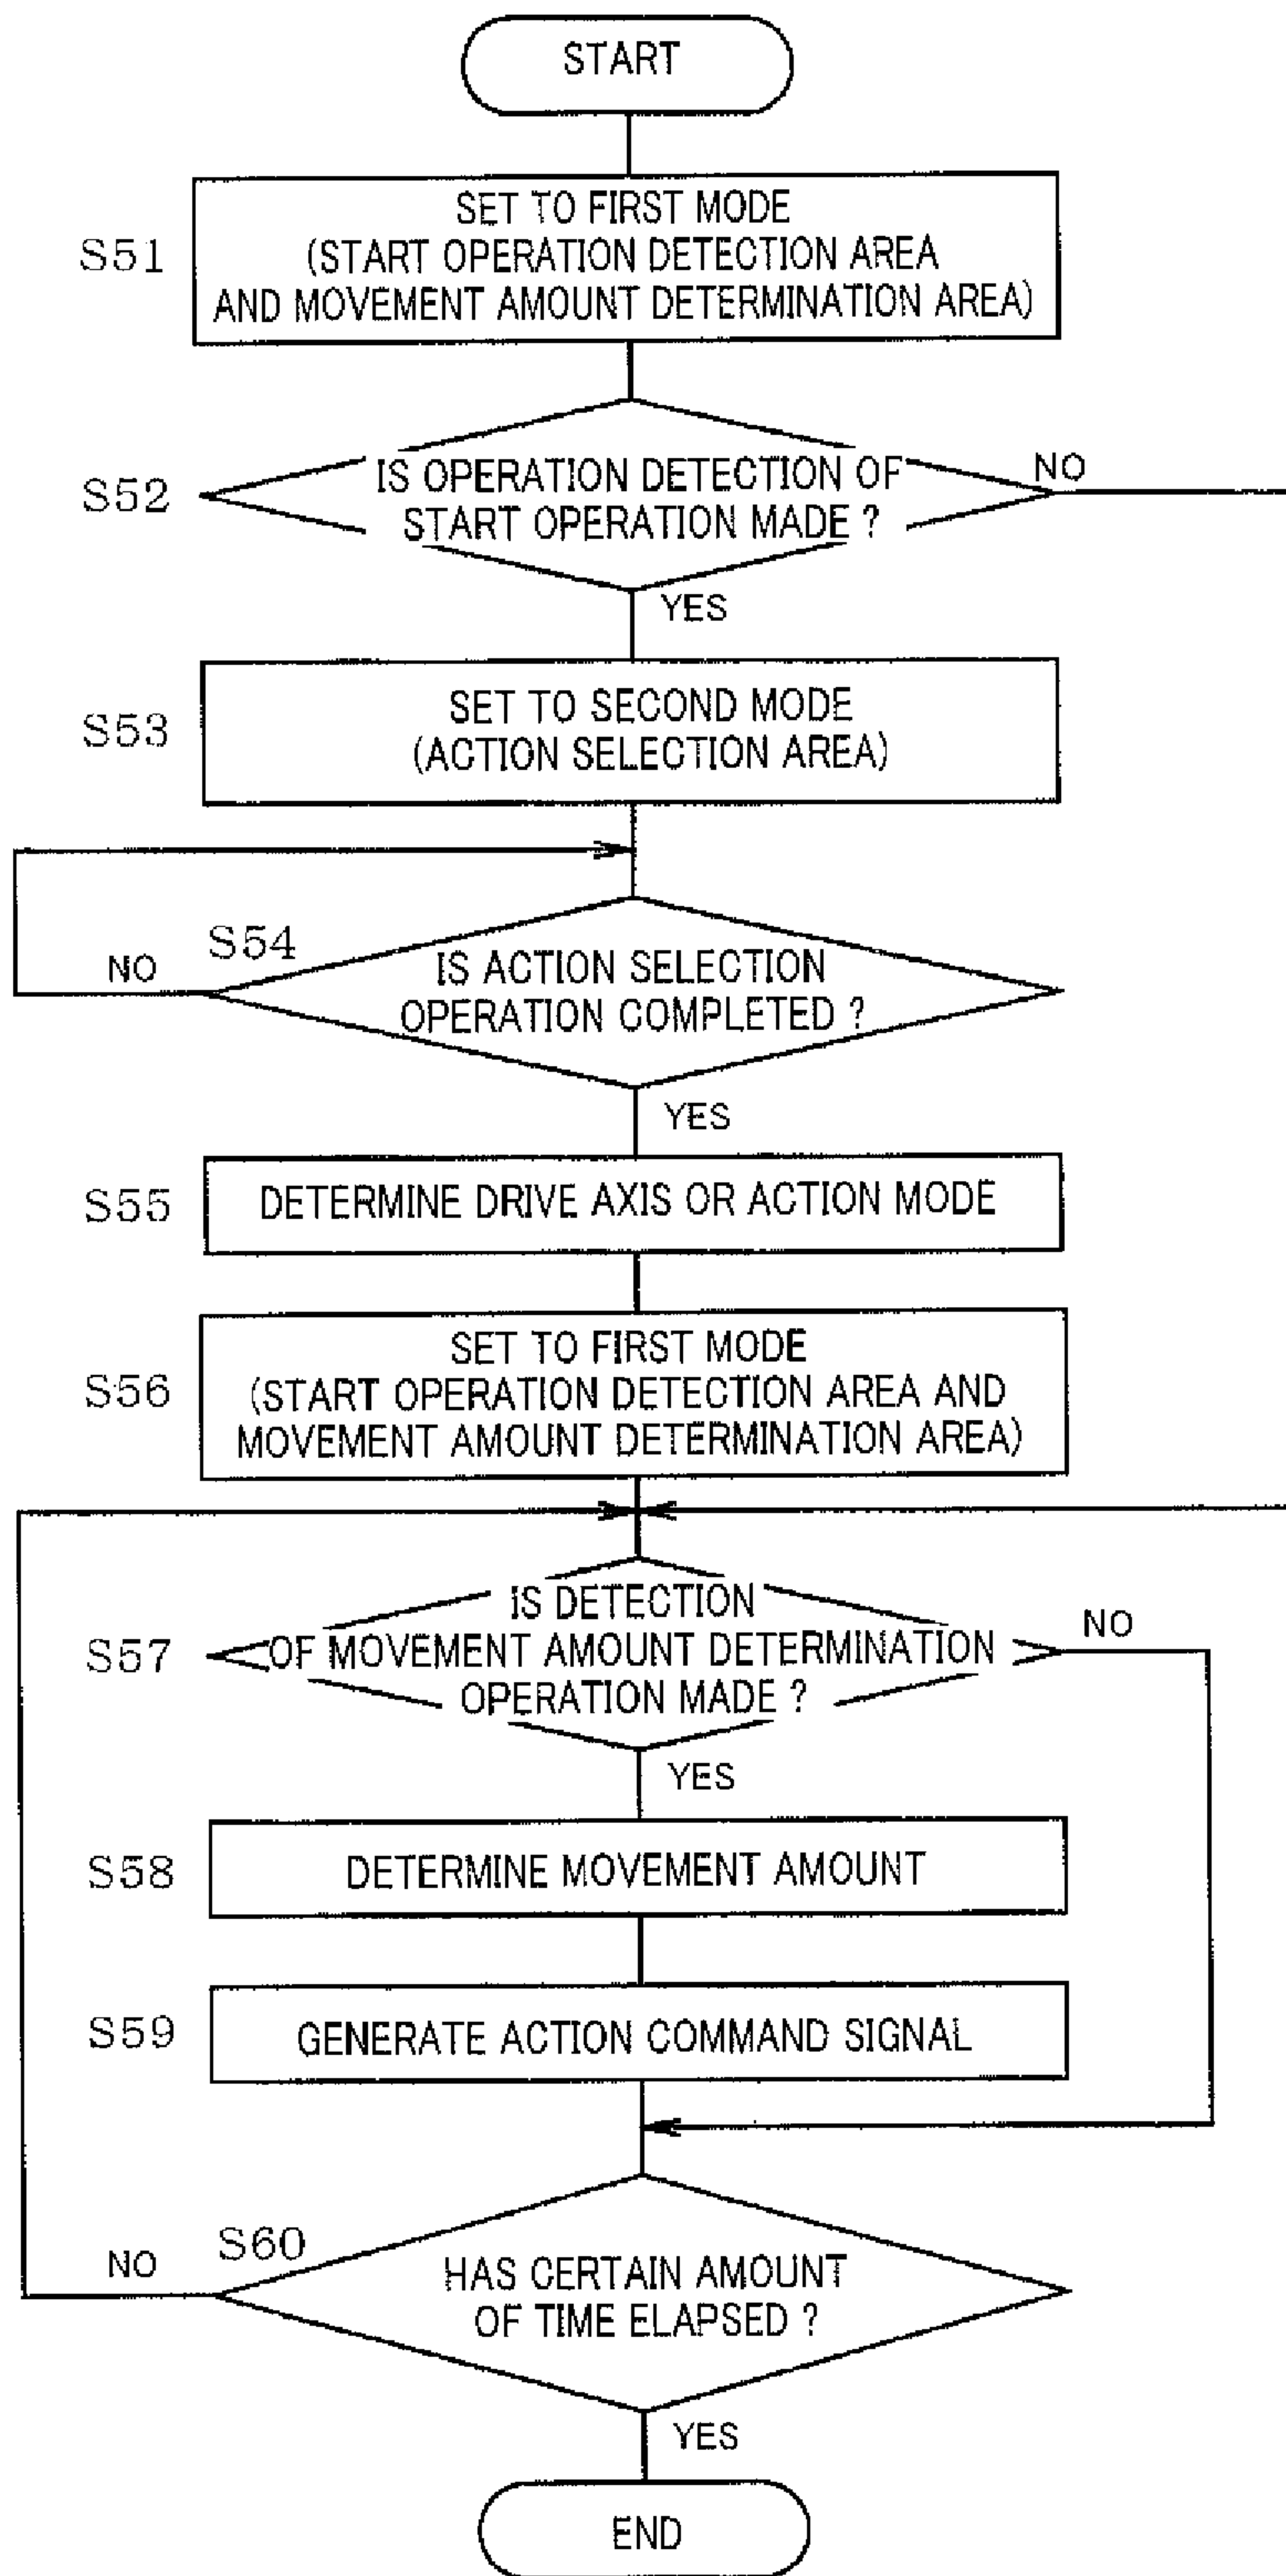 START
S51
SET TO FIRST MODE
(START OPERATION DETECTION AREA
AND MOVEMENT AMOUNT DETERMINATION AREA)
S52
IS OPERATION DETECTION OF
START OPERATION MADE ?
NO
YES
S53
SET TO SECOND MODE
(ACTION SELECTION AREA)
S54
NO
IS ACTION SELECTION
OPERATION COMPLETED ?
YES
S55
DETERMINE DRIVE AXIS OR ACTION MODE
S56
SET TO FIRST MODE
(START OPERATION DETECTION AREA AND
MOVEMENT AMOUNT DETERMINATION AREA)
S57
IS DETECTION
OF MOVEMENT AMOUNT DETERMINATION
OPERATION MADE ?
NO
YES
S58
DETERMINE MOVEMENT AMOUNT
S59
GENERATE ACTION COMMAND SIGNAL
S60
NO
HAS CERTAIN AMOUNT
OF TIME ELAPSED ?
YES
END